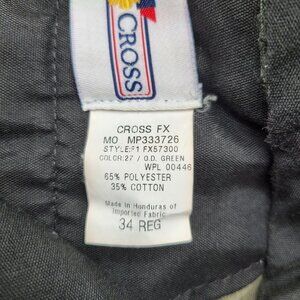 CROSS
CROSS FX
MO MP333726
STYLE:F1 FX57300
COLOR:27 / O.D. GREEN
WPL 00446
65% POLYESTER
35% COTTON
Made in Honduras of
Imported Fabric
34 REG